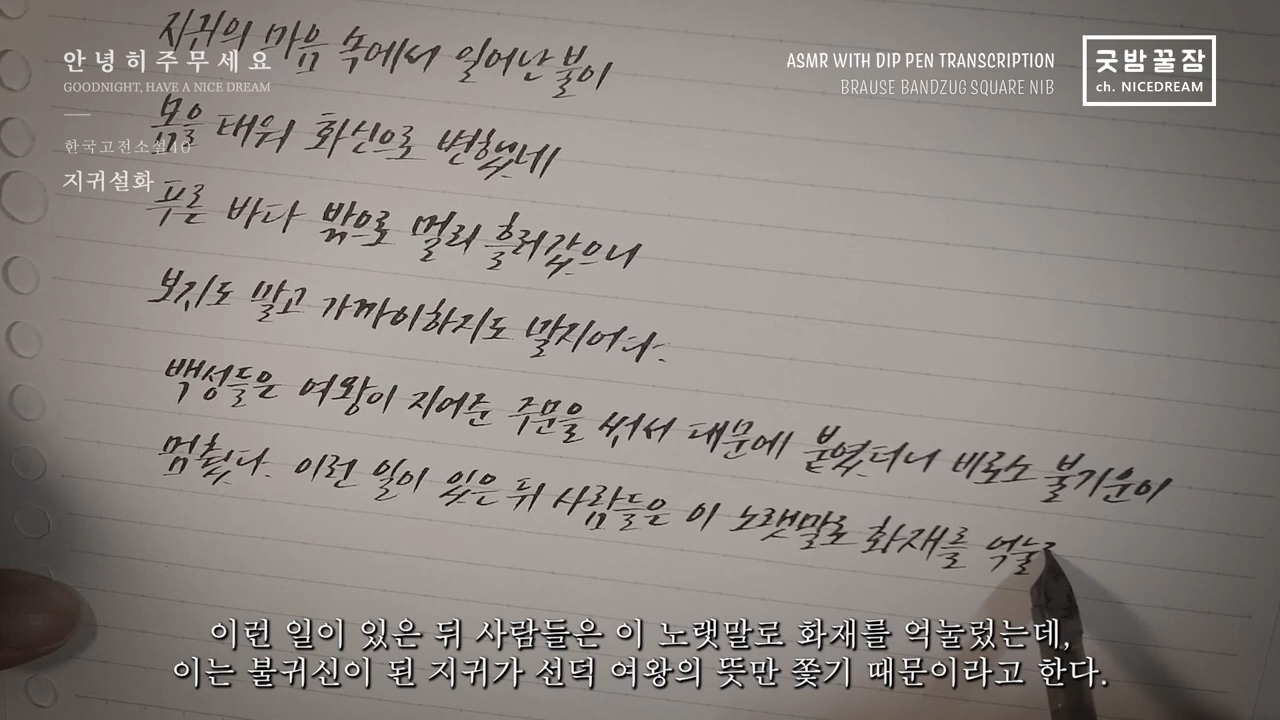 안녕히주무세요
GOODNIGHT, HAVE A NICE DREAM
한국고전소설40
지귀설화
ASMR WITH DIP PEN TRANSCRIPTION
BRAUSE BANDZUG SQUARE NIB
굿밤꿀잠
ch. NICEDREAM
지귀의 마음 속에서 일어난 불이
몸을 태워 화신으로 변했네
푸른 바다 밖으로 멀리 흘러갔으니
보지도 말고 가까이하지도 말지어다.
백성들은 여왕이 지어준 주문을 써서 대문에 붙였더니 비로소 불기운이
멈췄다. 이런 일이 있은 뒤 사람들은 이 노랫말로 화재를 억눌
이런 일이 있은 뒤 사람들은 이 노랫말로 화재를 억눌렀는데,
이는 불귀신이 된 지귀가 선덕 여왕의 뜻만 쫓기 때문이라고 한다.